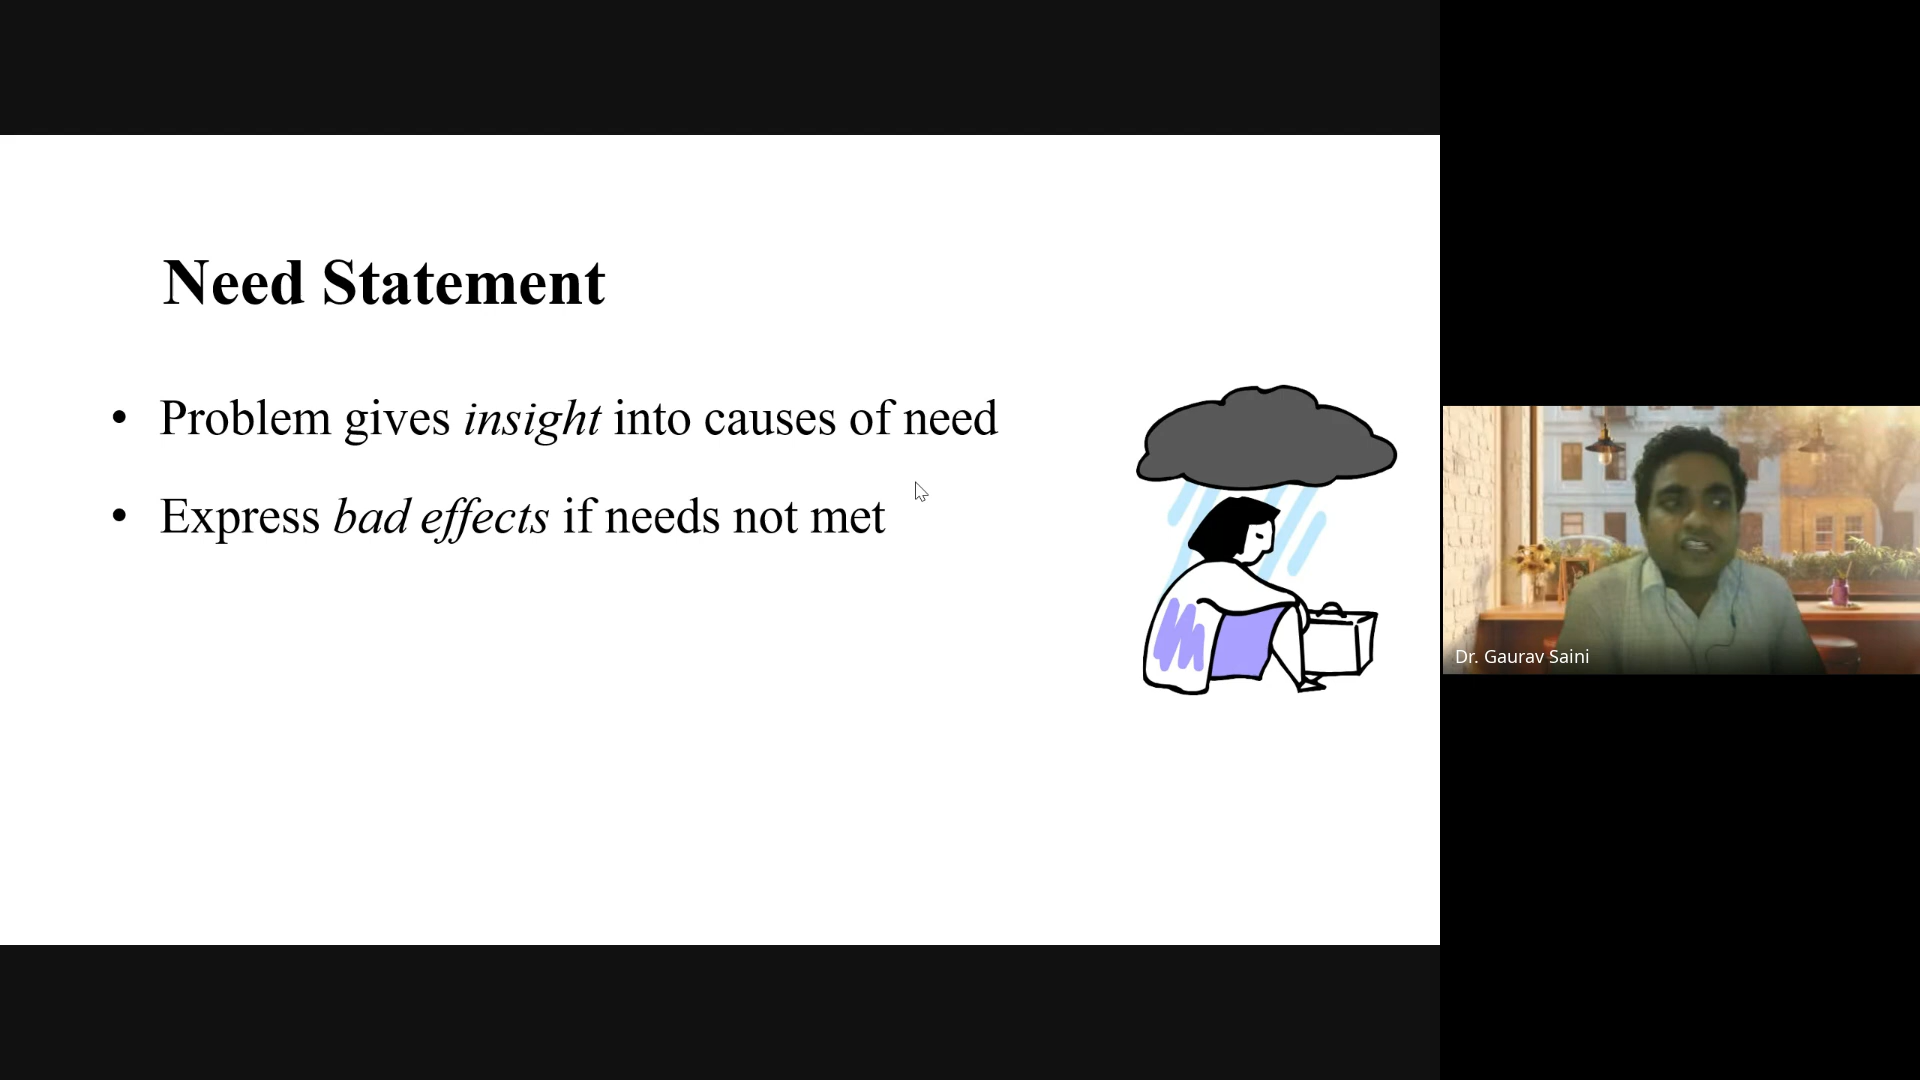 Need Statement
• Problem gives insight into causes of need
• Express bad effects if needs not met
Dr. Gaurav Saini